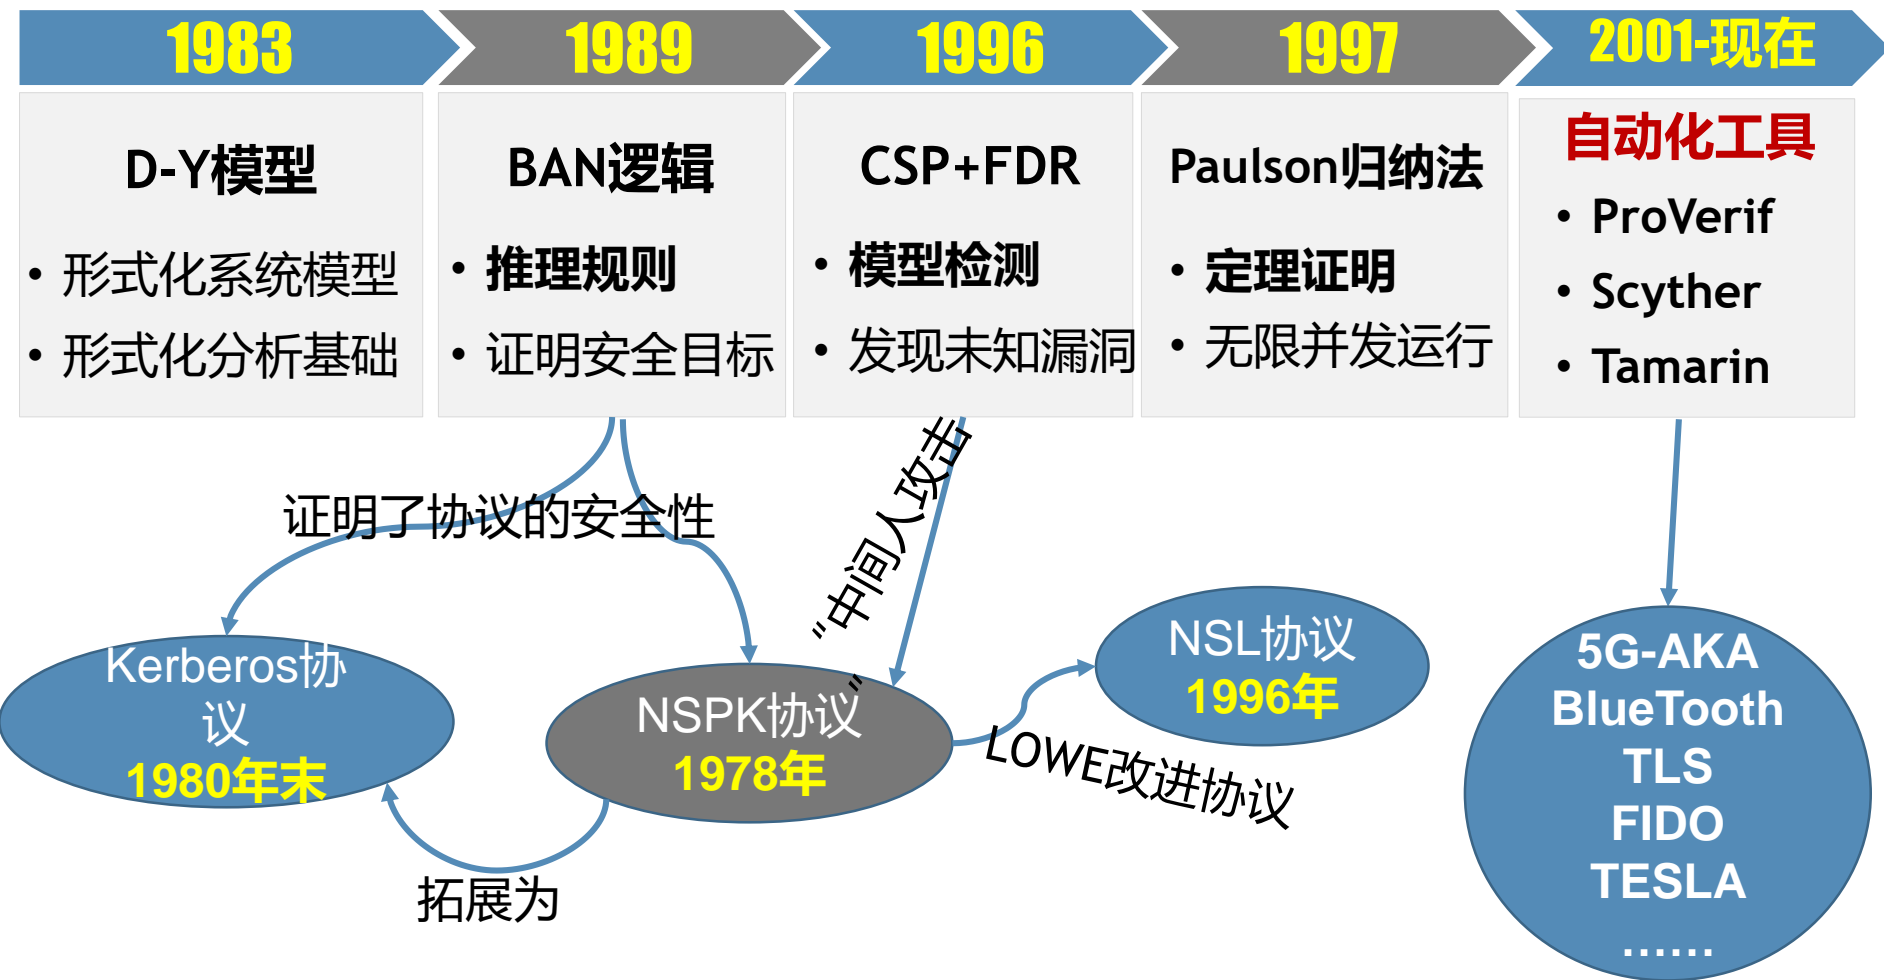 1983
1989
1996
1997
2001-现在
D-Y模型
• 形式化系统模型
• 形式化分析基础
BAN逻辑
• 推理规则
• 证明安全目标
CSP+FDR
• 模型检测
• 发现未知漏洞
Paulson归纳法
• 定理证明
• 无限并发运行
自动化工具
• ProVerif
• Scyther
• Tamarin
证明了协议的安全性
“中间人攻击
”
Kerberos协
议
1980年末
NSPK协议
1978年
NSL协议
1996年
LOWE改进协议
拓展为
5G-AKA
BlueTooth
TLS
FIDO
TESLA
……